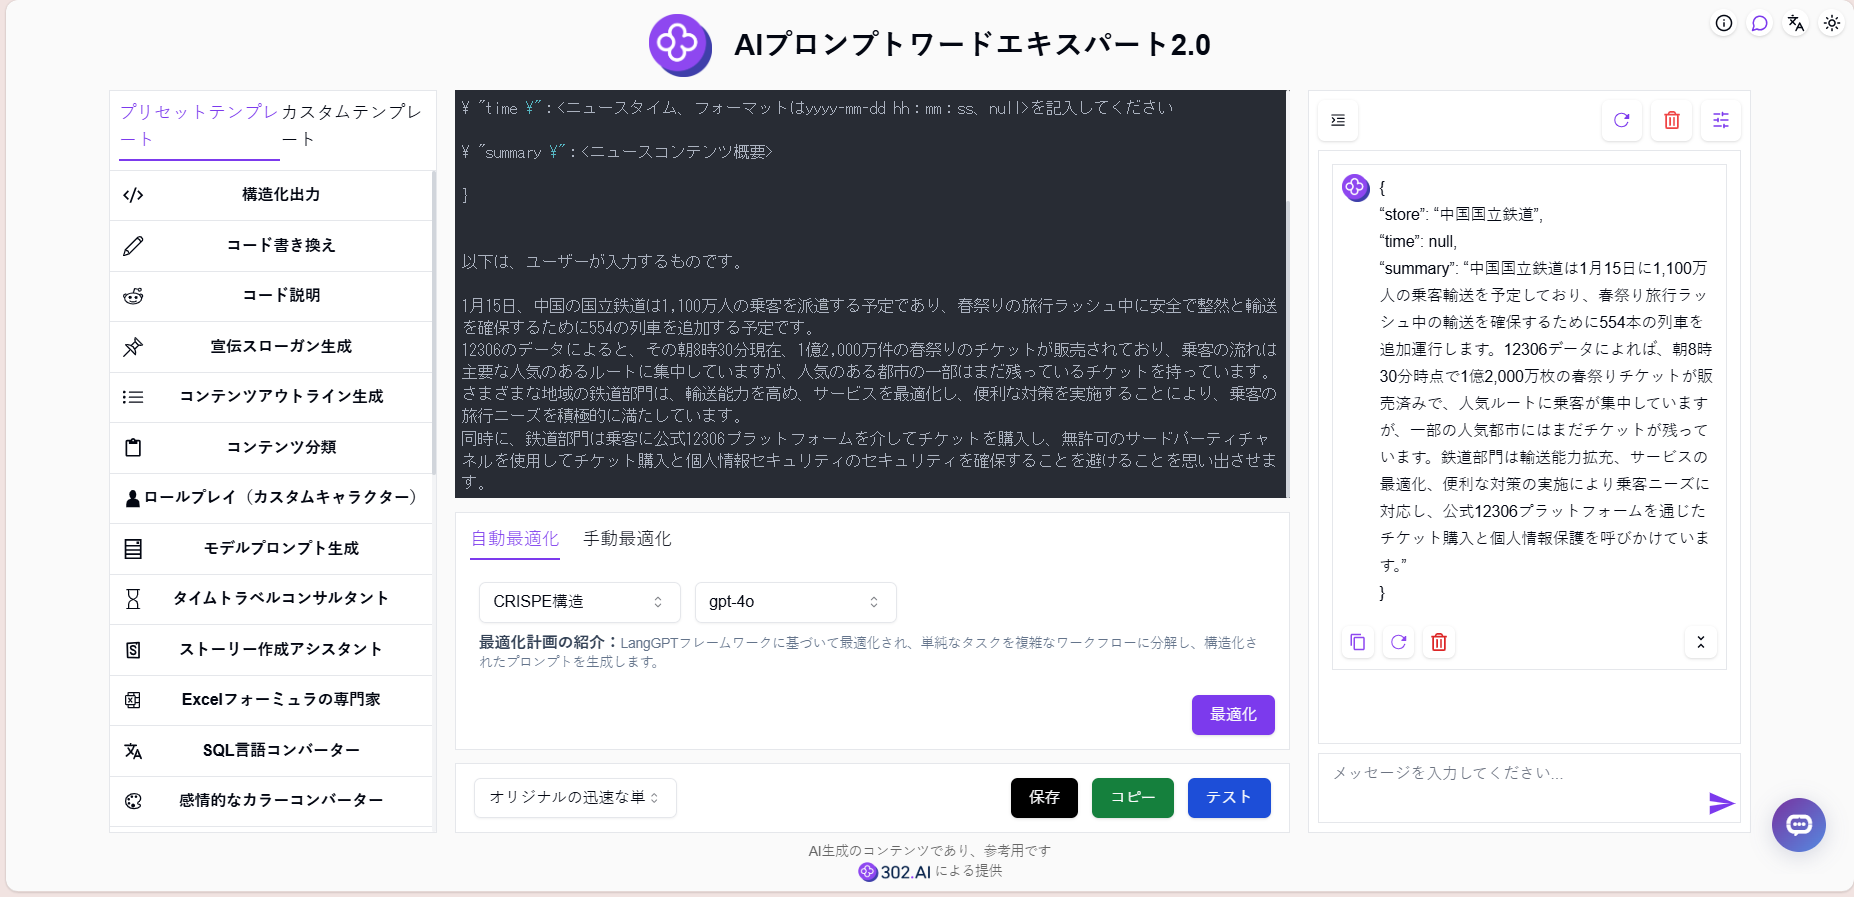 AIプロンプトワードエキスパート2.0
プリセットテンプレ
ート
カスタムテンプレ
ート
構造化出力
コード書き換え
コード説明
宣伝スローガン生成
コンテンツアウトライン生成
コンテンツ分類
ロールプレイ（カスタムキャラクター）
モデルプロンプト生成
タイムトラベルコンサルタント
ストーリー作成アシスタント
Excelフォーミュラの専門家
SQL言語コンバーター
感情的なカラーコンバーター
¥ "time ¥"：<ニュースタイム、フォーマットはyyyy-mm-dd hh：mm：ss、null>を記入してください
¥ "summary ¥"：<ニュースコンテンツ概要>
}
以下は、ユーザーが入力するものです。
1月15日、中国の国立鉄道は1,100万人の乗客を派遣する予定であり、春祭りの旅行ラッシュ中に安全で整然と輸送
を確保するために554の列車を追加する予定です。
12306のデータによると、その朝8時30分現在、1億2,000万件の春祭りのチケットが販売されており、乗客の流れは
主要な人気のあるルートに集中していますが、人気のある都市の一部はまだ残っているチケットを持っています。
さまざまな地域の鉄道部門は、輸送能力を高め、サービスを最適化し、便利な対策を実施することにより、乗客の
旅行ニーズを積極的に満たしています。
同時に、鉄道部門は乗客に公式12306プラットフォームを介してチケットを購入し、無許可のサードパーティチャ
ネルを使用してチケット購入と個人情報セキュリティのセキュリティを確保することを避けることを思い出させま
す。
自動最適化
手動最適化
CRISPE構造
gpt-4o
最適化計画の紹介：LangGPTフレームワークに基づいて最適化され、単純なタスクを複雑なワークフローに分解し、構造化さ
れたプロンプトを生成します。
最適化
オリジナルの迅速な単
保存
コピー
テスト
{
“store”: “中国国立鉄道”,
“time”: null,
“summary”: “中国国立鉄道は1月15日に1,100万
人の乗客輸送を予定しており、春祭り旅行ラッ
シュ中の輸送を確保するために554本の列車を
追加運行します。12306データによれば、朝8時
30分時点で1億2,000万枚の春祭りチケットが販
売済みで、人気ルートに乗客が集中しています
が、一部の人気都市にはまだチケットが残って
います。鉄道部門は輸送能力拡充、サービスの
最適化、便利な対策の実施により乗客ニーズに
対応し、公式12306プラットフォームを通じた
チケット購入と個人情報保護を呼びかけていま
す。”
}
メッセージを入力してください...
AI生成のコンテンツであり、参考用です
302.AI による提供